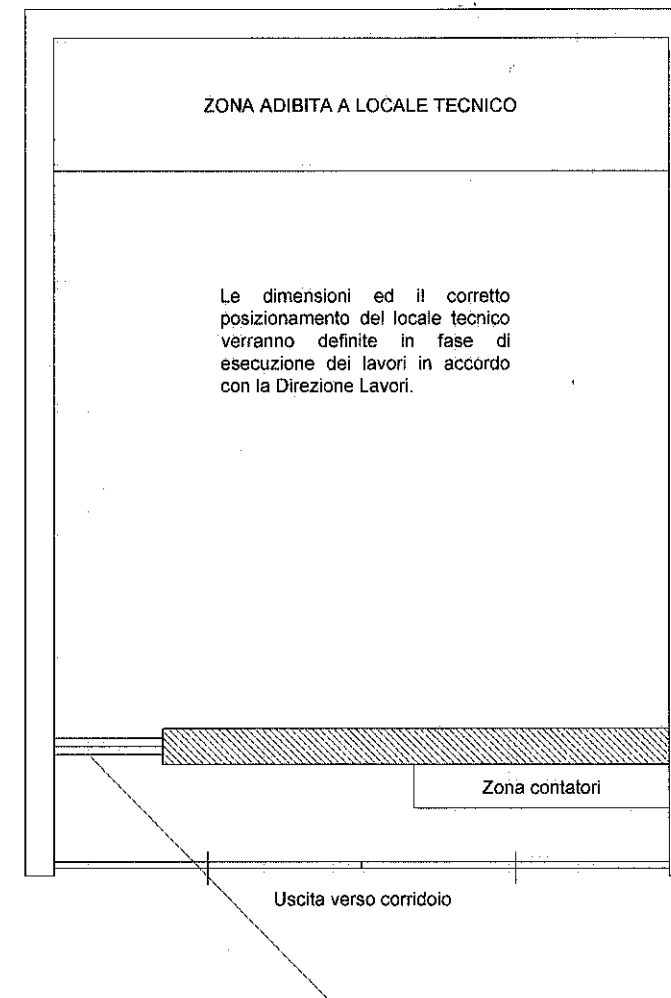 ZONA ADIBITA A LOCALE TECNICO
Le dimensioni ed il corretto
posizionamento del locale tecnico
verranno definite in fase di
esecuzione dei lavori in accordo
con la Direzione Lavori.
Zona contatori
Uscita verso corridoio